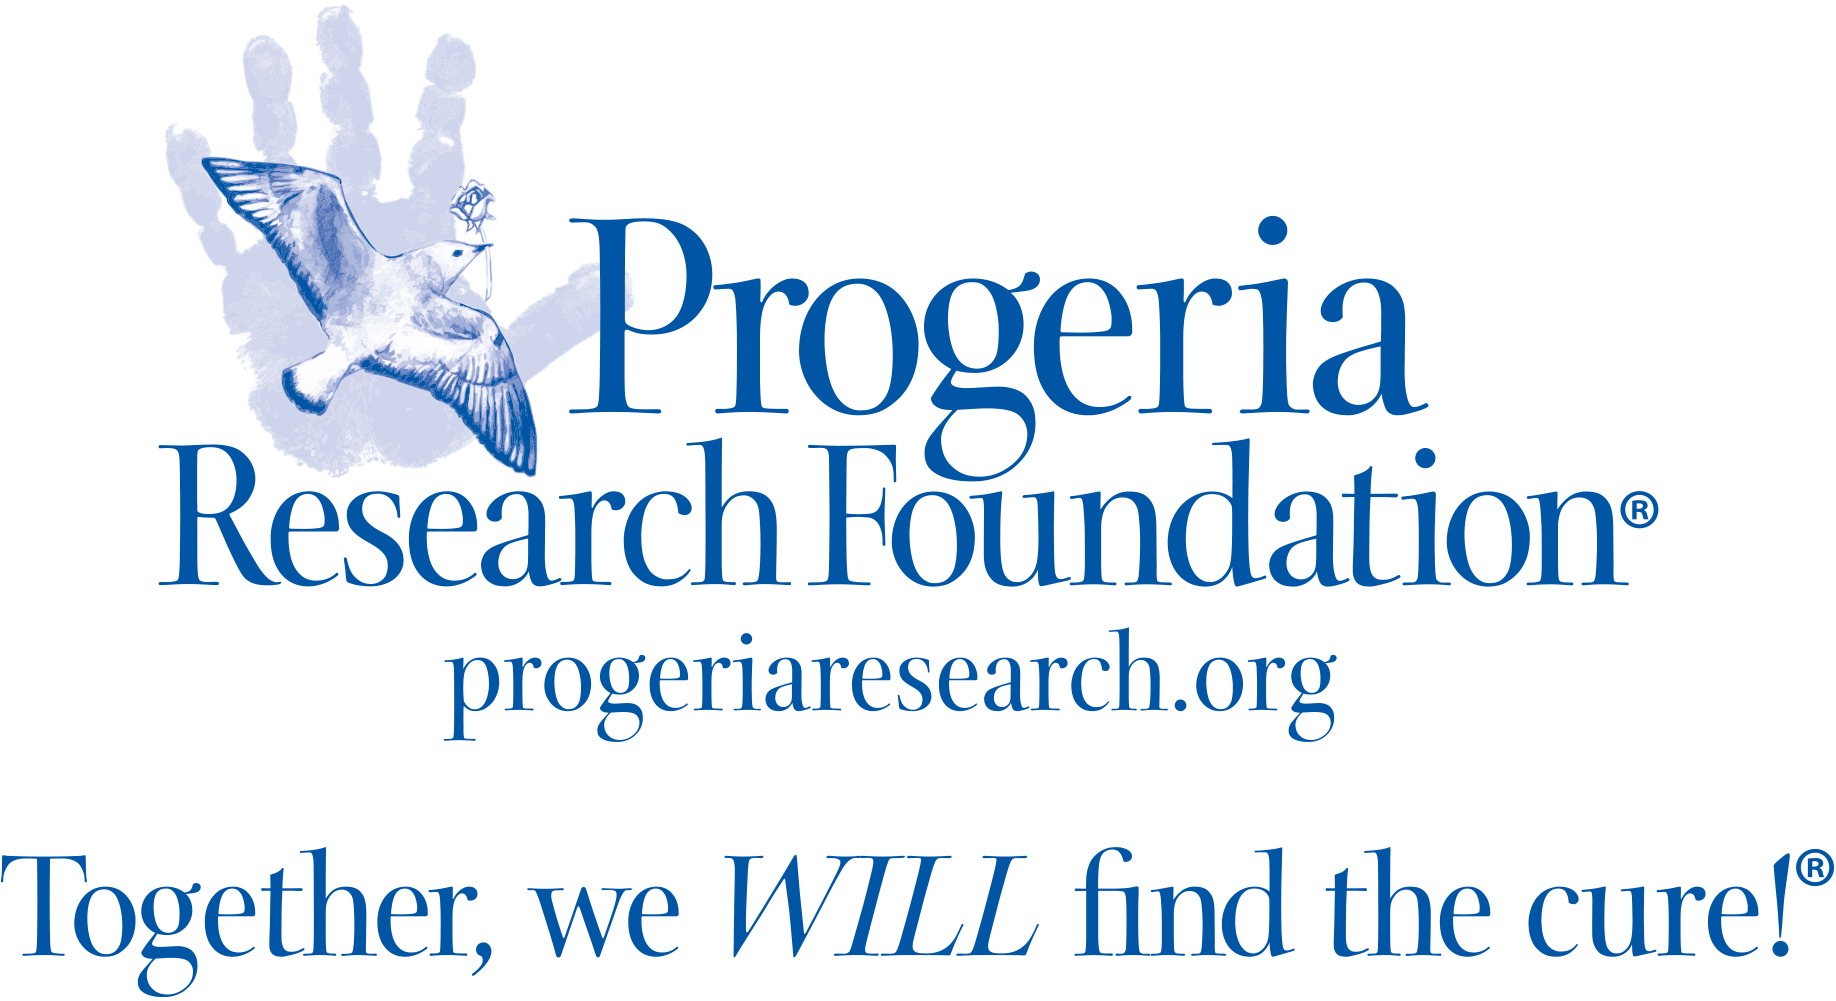 Progeria
Research Foundation®
progeriaresearch.org
Together, we WILL find the cure!®